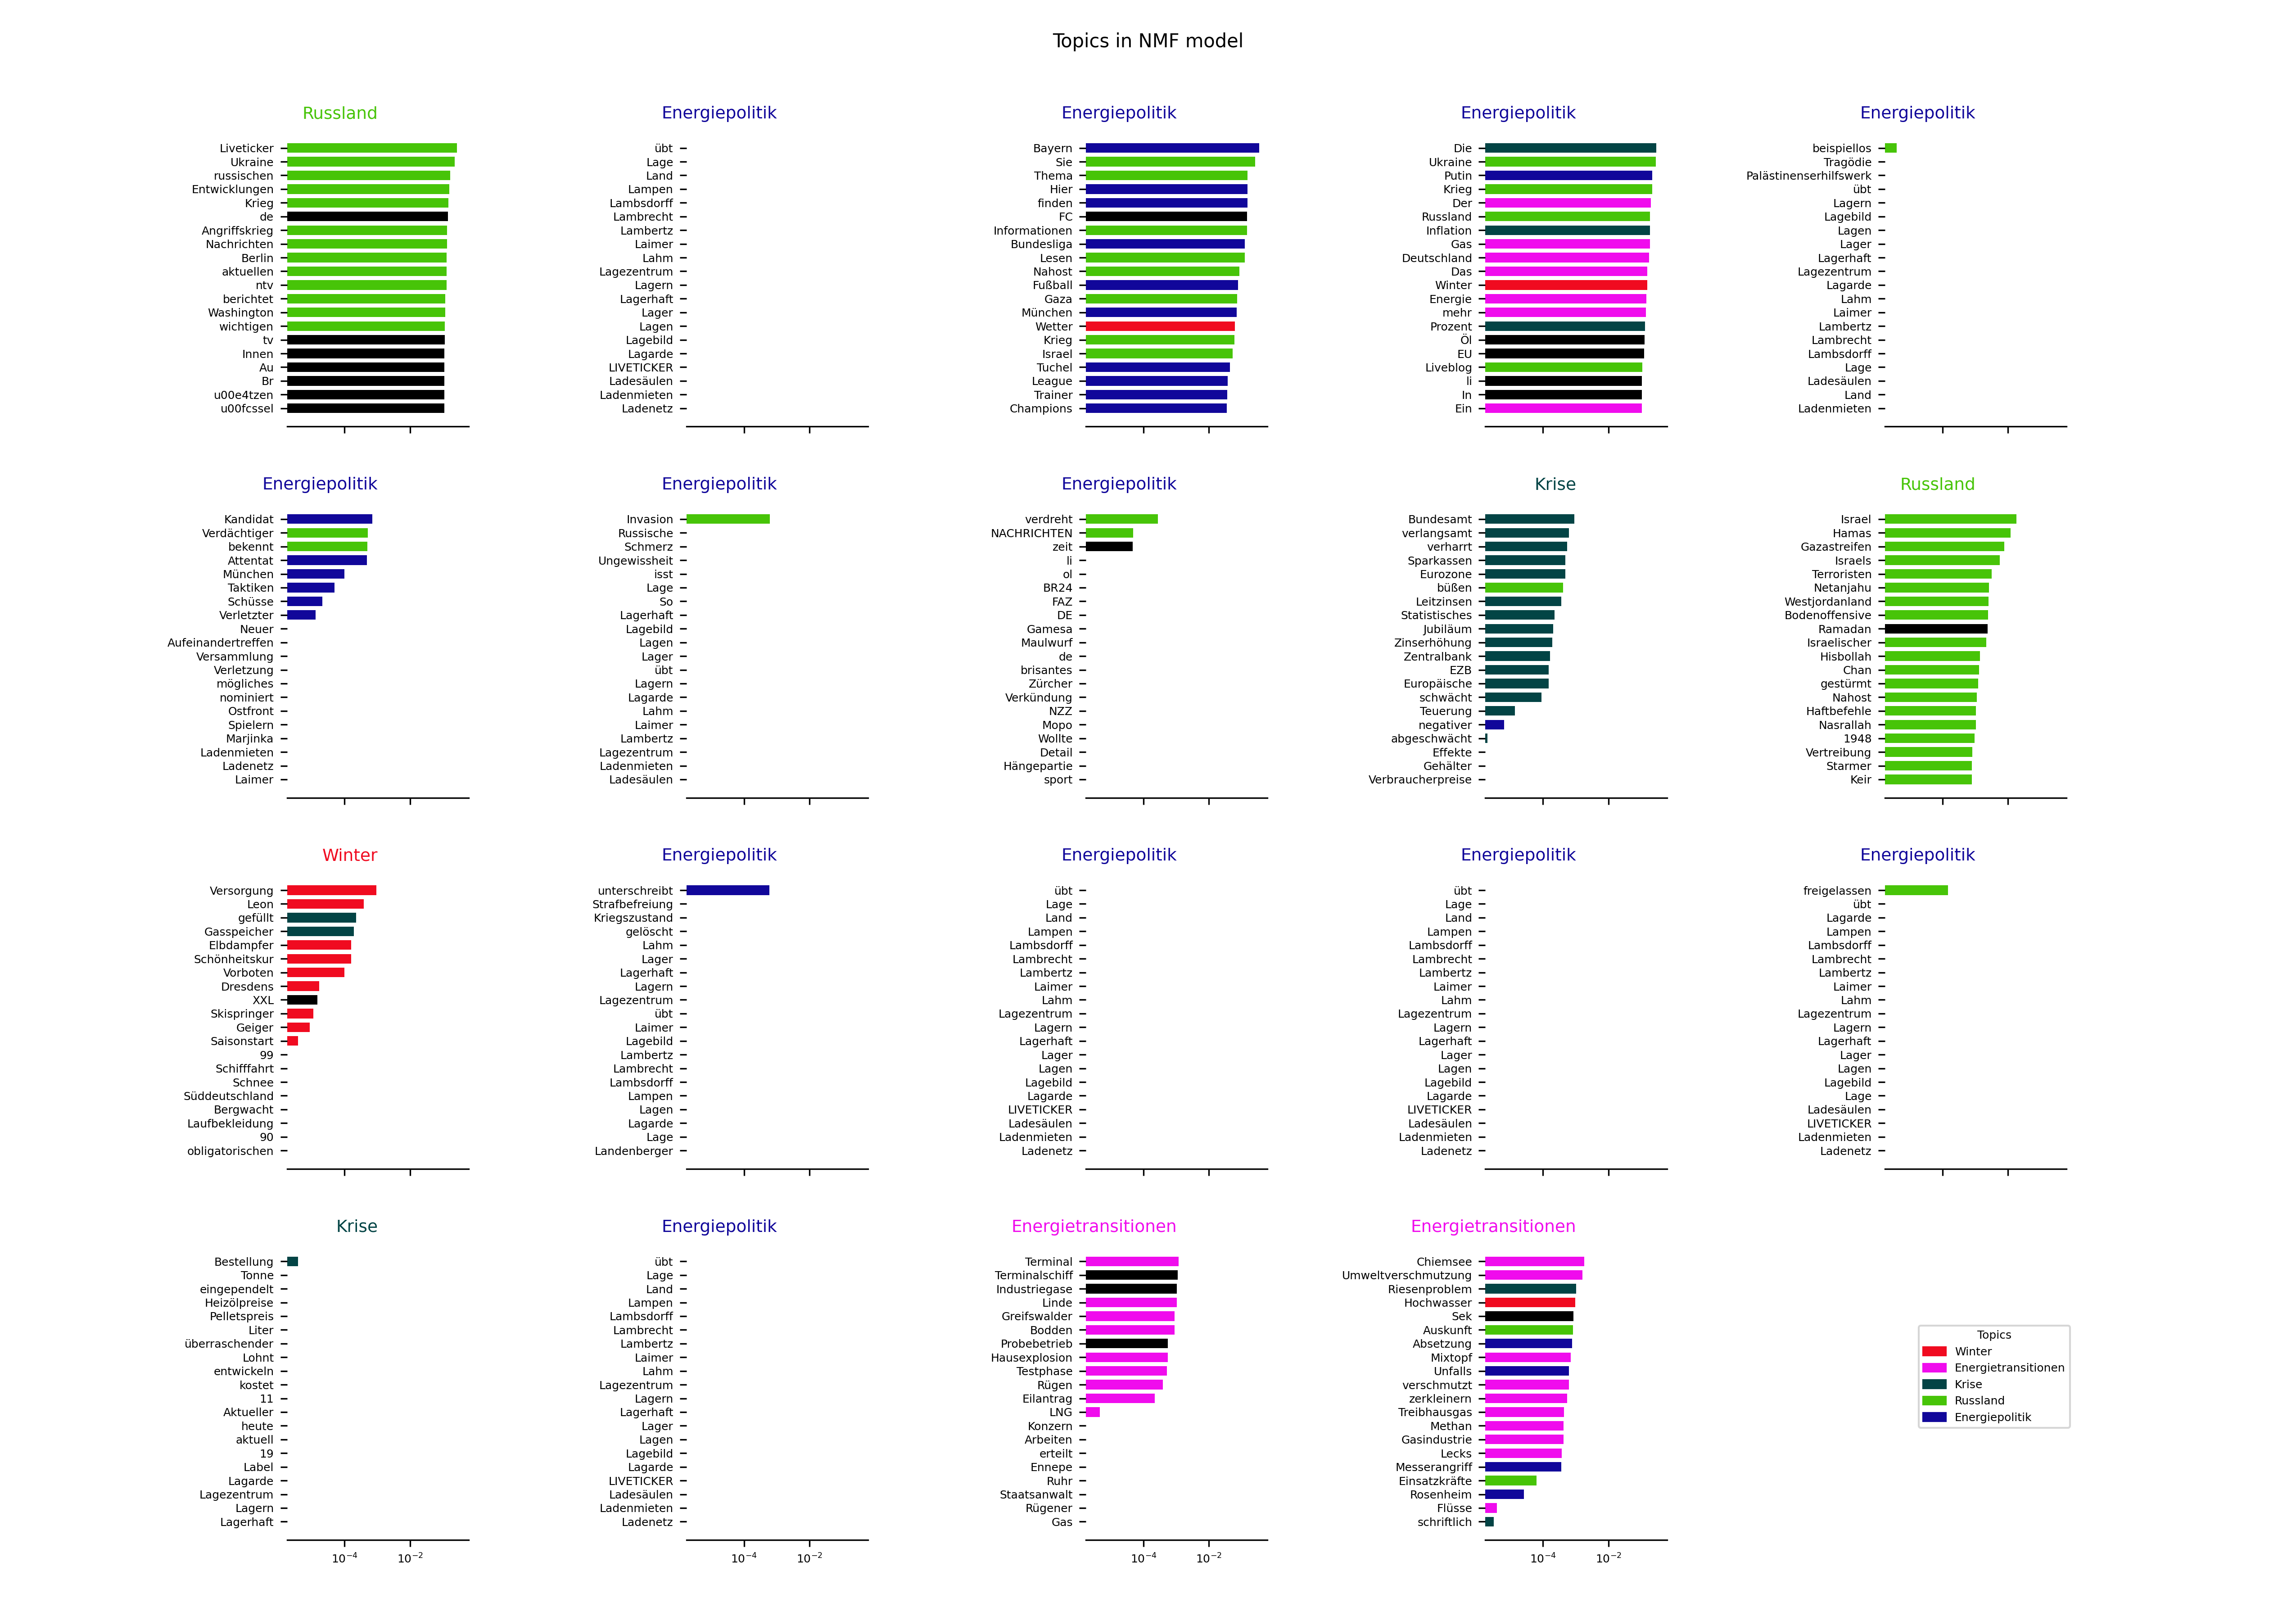 Topics in NMF model
Russland
Liveticker
Ukraine
russischen
Entwicklungen
Krieg
de
Angriffskrieg
Nachrichten
Berlin
aktuellen
ntv
berichtet
Washington
wichtigen
tv
Innen
Au
Br
u00e4tzen
u00fcssel
Energiepolitik
übt
Lage
Land
Lampen
Lambsdorff
Lambrecht
Lambertz
Laimer
Lahm
Lagezentrum
Lagern
Lagerhaft
Lager
Lagen
Lagebild
Lagarde
LIVETICKER
Ladesäulen
Ladenmieten
Ladenetz
Energiepolitik
Bayern
Sie
Thema
Hier
finden
FC
Informationen
Bundesliga
Lesen
Nahost
Fußball
Gaza
München
Wetter
Krieg
Israel
Tuchel
League
Trainer
Champions
Energiepolitik
Die
Ukraine
Putin
Krieg
Der
Russland
Inflation
Gas
Deutschland
Das
Winter
Energie
mehr
Prozent
Öl
EU
Liveblog
li
In
Ein
Energiepolitik
beispiellos
Tragödie
Palästinenserhilfswerk
übt
Lagern
Lagebild
Lagen
Lager
Lagerhaft
Lagezentrum
Lagarde
Lahm
Laimer
Lambertz
Lambrecht
Lambsdorff
Lage
Ladesäulen
Land
Ladenmieten
Energiepolitik
Kandidat
Verdächtiger
bekennt
Attentat
München
Taktiken
Schüsse
Verletzter
Neuer
Aufeinandertreffen
Versammlung
Verletzung
mögliches
nominiert
Ostfront
Spielern
Marjinka
Ladenmieten
Ladenetz
Laimer
Energiepolitik
Invasion
Russische
Schmerz
Ungewissheit
isst
Lage
So
Lagerhaft
Lagebild
Lagen
Lager
übt
Lagern
Lagarde
Lahm
Laimer
Lambertz
Lagezentrum
Ladenmieten
Ladesäulen
Energiepolitik
verdreht
NACHRICHTEN
zeit
li
ol
BR24
FAZ
DE
Gamesa
Maulwurf
de
brisantes
Zürcher
Verkündung
NZZ
Mopo
Wollte
Detail
Hängepartie
sport
Krise
Bundesamt
verlangsamt
verharrt
Sparkassen
Eurozone
büßen
Leitzinsen
Statistisches
Jubiläum
Zinserhöhung
Zentralbank
EZB
Europäische
schwächt
Teuerung
negativer
abgeschwächt
Effekte
Gehälter
Verbraucherpreise
Russland
Israel
Hamas
Gazastreifen
Israels
Terroristen
Netanjahu
Westjordanland
Bodenoffensive
Ramadan
Israelischer
Hisbollah
Chan
gestürmt
Nahost
Haftbefehle
Nasrallah
1948
Vertreibung
Starmer
Keir
Winter
Versorgung
Leon
gefüllt
Gasspeicher
Elbdampfer
Schönheitskur
Vorboten
Dresdens
XXL
Skispringer
Geiger
Saisonstart
99
Schifffahrt
Schnee
Süddeutschland
Bergwacht
Laufbekleidung
90
obligatorischen
Energiepolitik
unterschreibt
Strafbefreiung
Kriegszustand
gelöscht
Lahm
Lager
Lagerhaft
Lagern
Lagezentrum
übt
Laimer
Lagebild
Lambertz
Lambrecht
Lambsdorff
Lampen
Lagen
Lagarde
Lage
Landenberger
Energiepolitik
übt
Lage
Land
Lampen
Lambsdorff
Lambrecht
Lambertz
Laimer
Lahm
Lagezentrum
Lagern
Lagerhaft
Lager
Lagen
Lagebild
Lagarde
LIVETICKER
Ladesäulen
Ladenmieten
Ladenetz
Energiepolitik
übt
Lage
Land
Lampen
Lambsdorff
Lambrecht
Lambertz
Laimer
Lahm
Lagezentrum
Lagern
Lagerhaft
Lager
Lagen
Lagebild
Lagarde
LIVETICKER
Ladesäulen
Ladenmieten
Ladenetz
Energiepolitik
freigelassen
übt
Lagarde
Lampen
Lambsdorff
Lambrecht
Lambertz
Laimer
Lahm
Lagezentrum
Lagern
Lagerhaft
Lager
Lagen
Lagebild
Lage
Ladesäulen
LIVETICKER
Ladenmieten
Ladenetz
Krise
Bestellung
Tonne
eingependelt
Heizölpreise
Pelletspreis
Liter
überraschender
Lohnt
entwickeln
kostet
11
Aktueller
heute
aktuell
19
Label
Lagarde
Lagezentrum
Lagern
Lagerhaft
10⁻⁴ 10⁻²
Energiepolitik
übt
Lage
Land
Lampen
Lambsdorff
Lambrecht
Lambertz
Laimer
Lahm
Lagezentrum
Lagern
Lagerhaft
Lager
Lagen
Lagebild
Lagarde
LIVETICKER
Ladesäulen
Ladenmieten
Ladenetz
10⁻⁴ 10⁻²
Energietransitionen
Terminal
Terminalschiff
Industriegase
Linde
Greifswalder
Bodden
Probebetrieb
Hausexplosion
Testphase
Rügen
Eilantrag
LNG
Konzern
Arbeiten
erteilt
Ennepe
Ruhr
Staatsanwalt
Rügener
Gas
10⁻⁴ 10⁻²
Energietransitionen
Chiemsee
Umweltverschmutzung
Riesenproblem
Hochwasser
Sek
Auskunft
Absetzung
Mixtopf
Unfalls
verschmutzt
zerkleinern
Treibhausgas
Methan
Gasindustrie
Lecks
Messerangriff
Einsatzkräfte
Rosenheim
Flüsse
schriftlich
10⁻⁴ 10⁻²
Topics
Winter
Energietransitionen
Krise
Russland
Energiepolitik